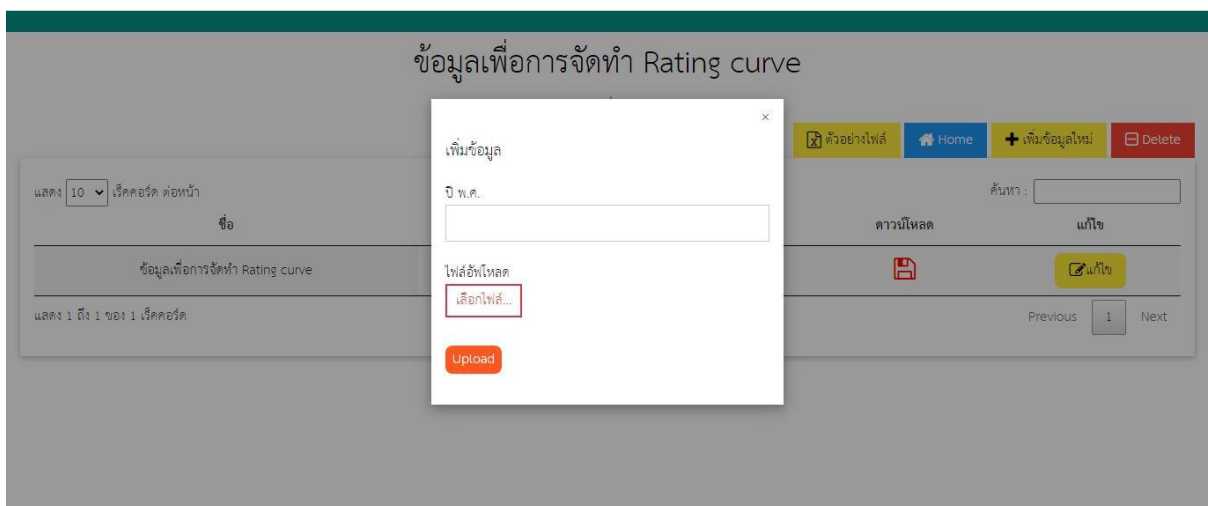 ข้อมูลเพื่อการจัดทำ Rating curve
×
ตัวอย่างไฟล์ Home เพิ่มข้อมูลใหม่ Delete
เพิ่มข้อมูล
แสดง 10 เร็คคอร์ด ต่อหน้า
ค้นหา :
ปี พ.ศ.
ชื่อ ดาวน์โหลด แก้ไข
ข้อมูลเพื่อการจัดทำ Rating curve แก้ไข
ไฟล์อัพโหลด
เลือกไฟล์...
แสดง 1 ถึง 1 ของ 1 เร็คคอร์ด
Previous 1 Next
Upload